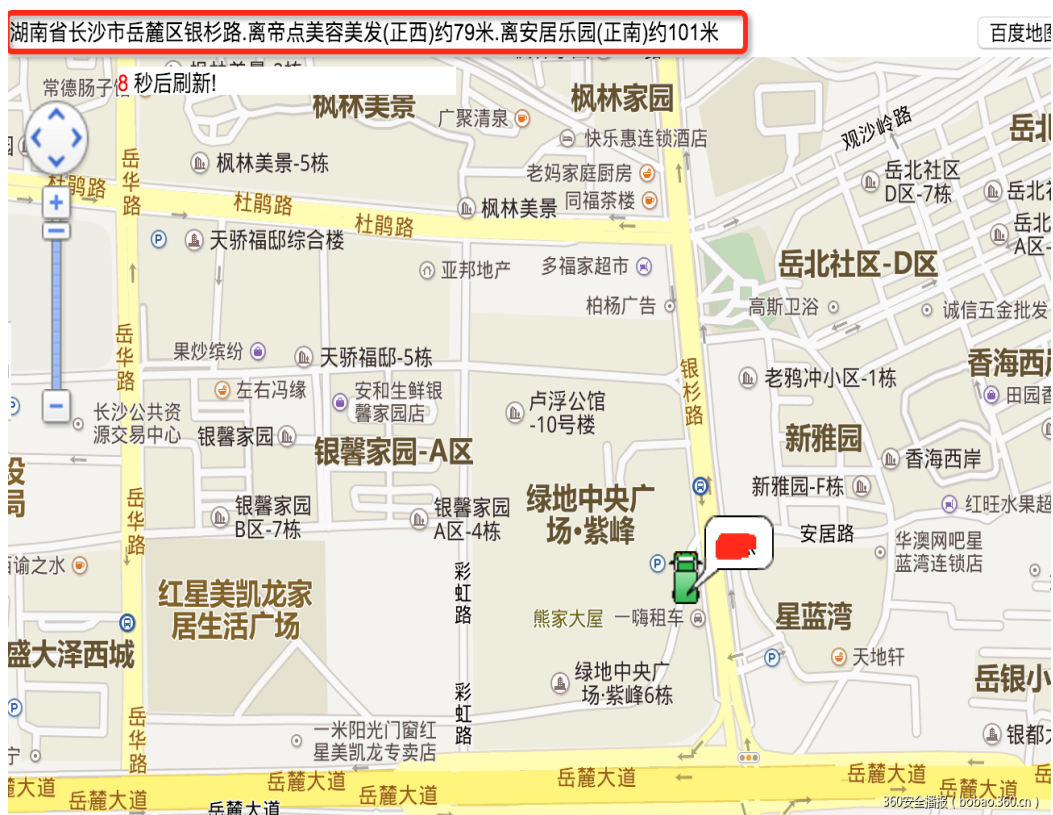 湖南省长沙市岳麓区银杉路.离帝点美容美发(正西)约79米.离安居乐园(正南)约101米
百度地图
8 秒后刷新!
常德肠子馆
枫林美景
枫林家园
广聚清泉
快乐惠连锁酒店
观沙岭路
岳北
枫林美景-5栋
老妈家庭厨房
同福茶楼
岳北社区
D区-7栋
岳北社
岳北
A区-
杜鹃路
杜鹃路
杜鹃路
枫林美景
岳华路
天骄福邸综合楼
亚邦地产
多福家超市
岳北社区-D区
柏杨广告
高斯卫浴
诚信五金批发
岳华路
果炒缤纷
天骄福邸-5栋
银杉路
老鸦冲小区-1栋
香海西岸
田园香
左右冯缘
安和生鲜银
馨家园店
卢浮公馆
-10号楼
长沙公共资
源交易中心
银馨家园
银馨家园-A区
新雅园
香海西岸
设
局
岳华路
银馨家园
B区-7栋
银馨家园
A区-4栋
绿地中央广
场·紫峰
新雅园-F栋
红旺水果超
安居路
华澳网吧星
蓝湾连锁店
谓之水
红星美凯龙家
居生活广场
彩虹路
熊家大屋
一嗨租车
星蓝湾
盛大泽西城
天地轩
绿地中央广
场·紫峰6栋
岳银小
彩虹路
岳华路
一米阳光门窗红
星美凯龙专卖店
银都大
宁
岳麓大道
岳麓大道
岳麓大道
岳麓大道
岳麓大道
岳麓大道
岳麓大道
岳麓大道
360安全播报（bobao.360.cn）